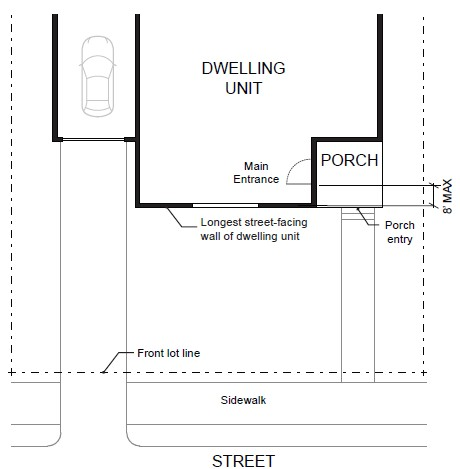 DWELLING
UNIT
PORCH
Main
Entrance
8' MAX
Longest street-facing
wall of dwelling unit
Porch
entry
Front lot line
Sidewalk
STREET